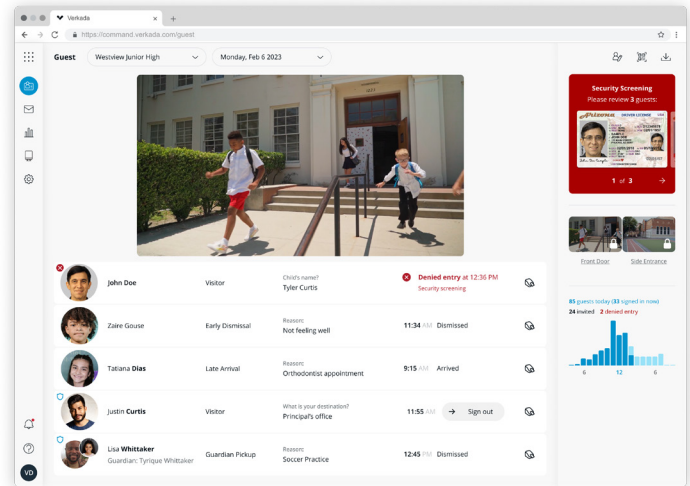 Verkada
https://command.verkada.com/guest
Guest
Westview Junior High
Monday, Feb 6 2023
Security Screening
Please review 3 guests:
DRIVER LICENSE
1 of 3
Front Door
Side Entrance
85 guests today (33 signed in now)
24 invited 2 denied entry
6 12 6
John Doe
Visitor
Child's name?
Tyler Curtis
Denied entry at 12:36 PM
Security screening
Zaire Gouse
Early Dismissal
Reason:
Not feeling well
11:34 AM Dismissed
Tatiana Dias
Late Arrival
Reason:
Orthodontist appointment
9:15 AM Arrived
Justin Curtis
Visitor
What is your destination?
Principal's office
11:55 AM
Sign out
Lisa Whittaker
Guardian: Tyrique Whittaker
Guardian Pickup
Reason:
Soccer Practice
12:45 PM Dismissed
VD